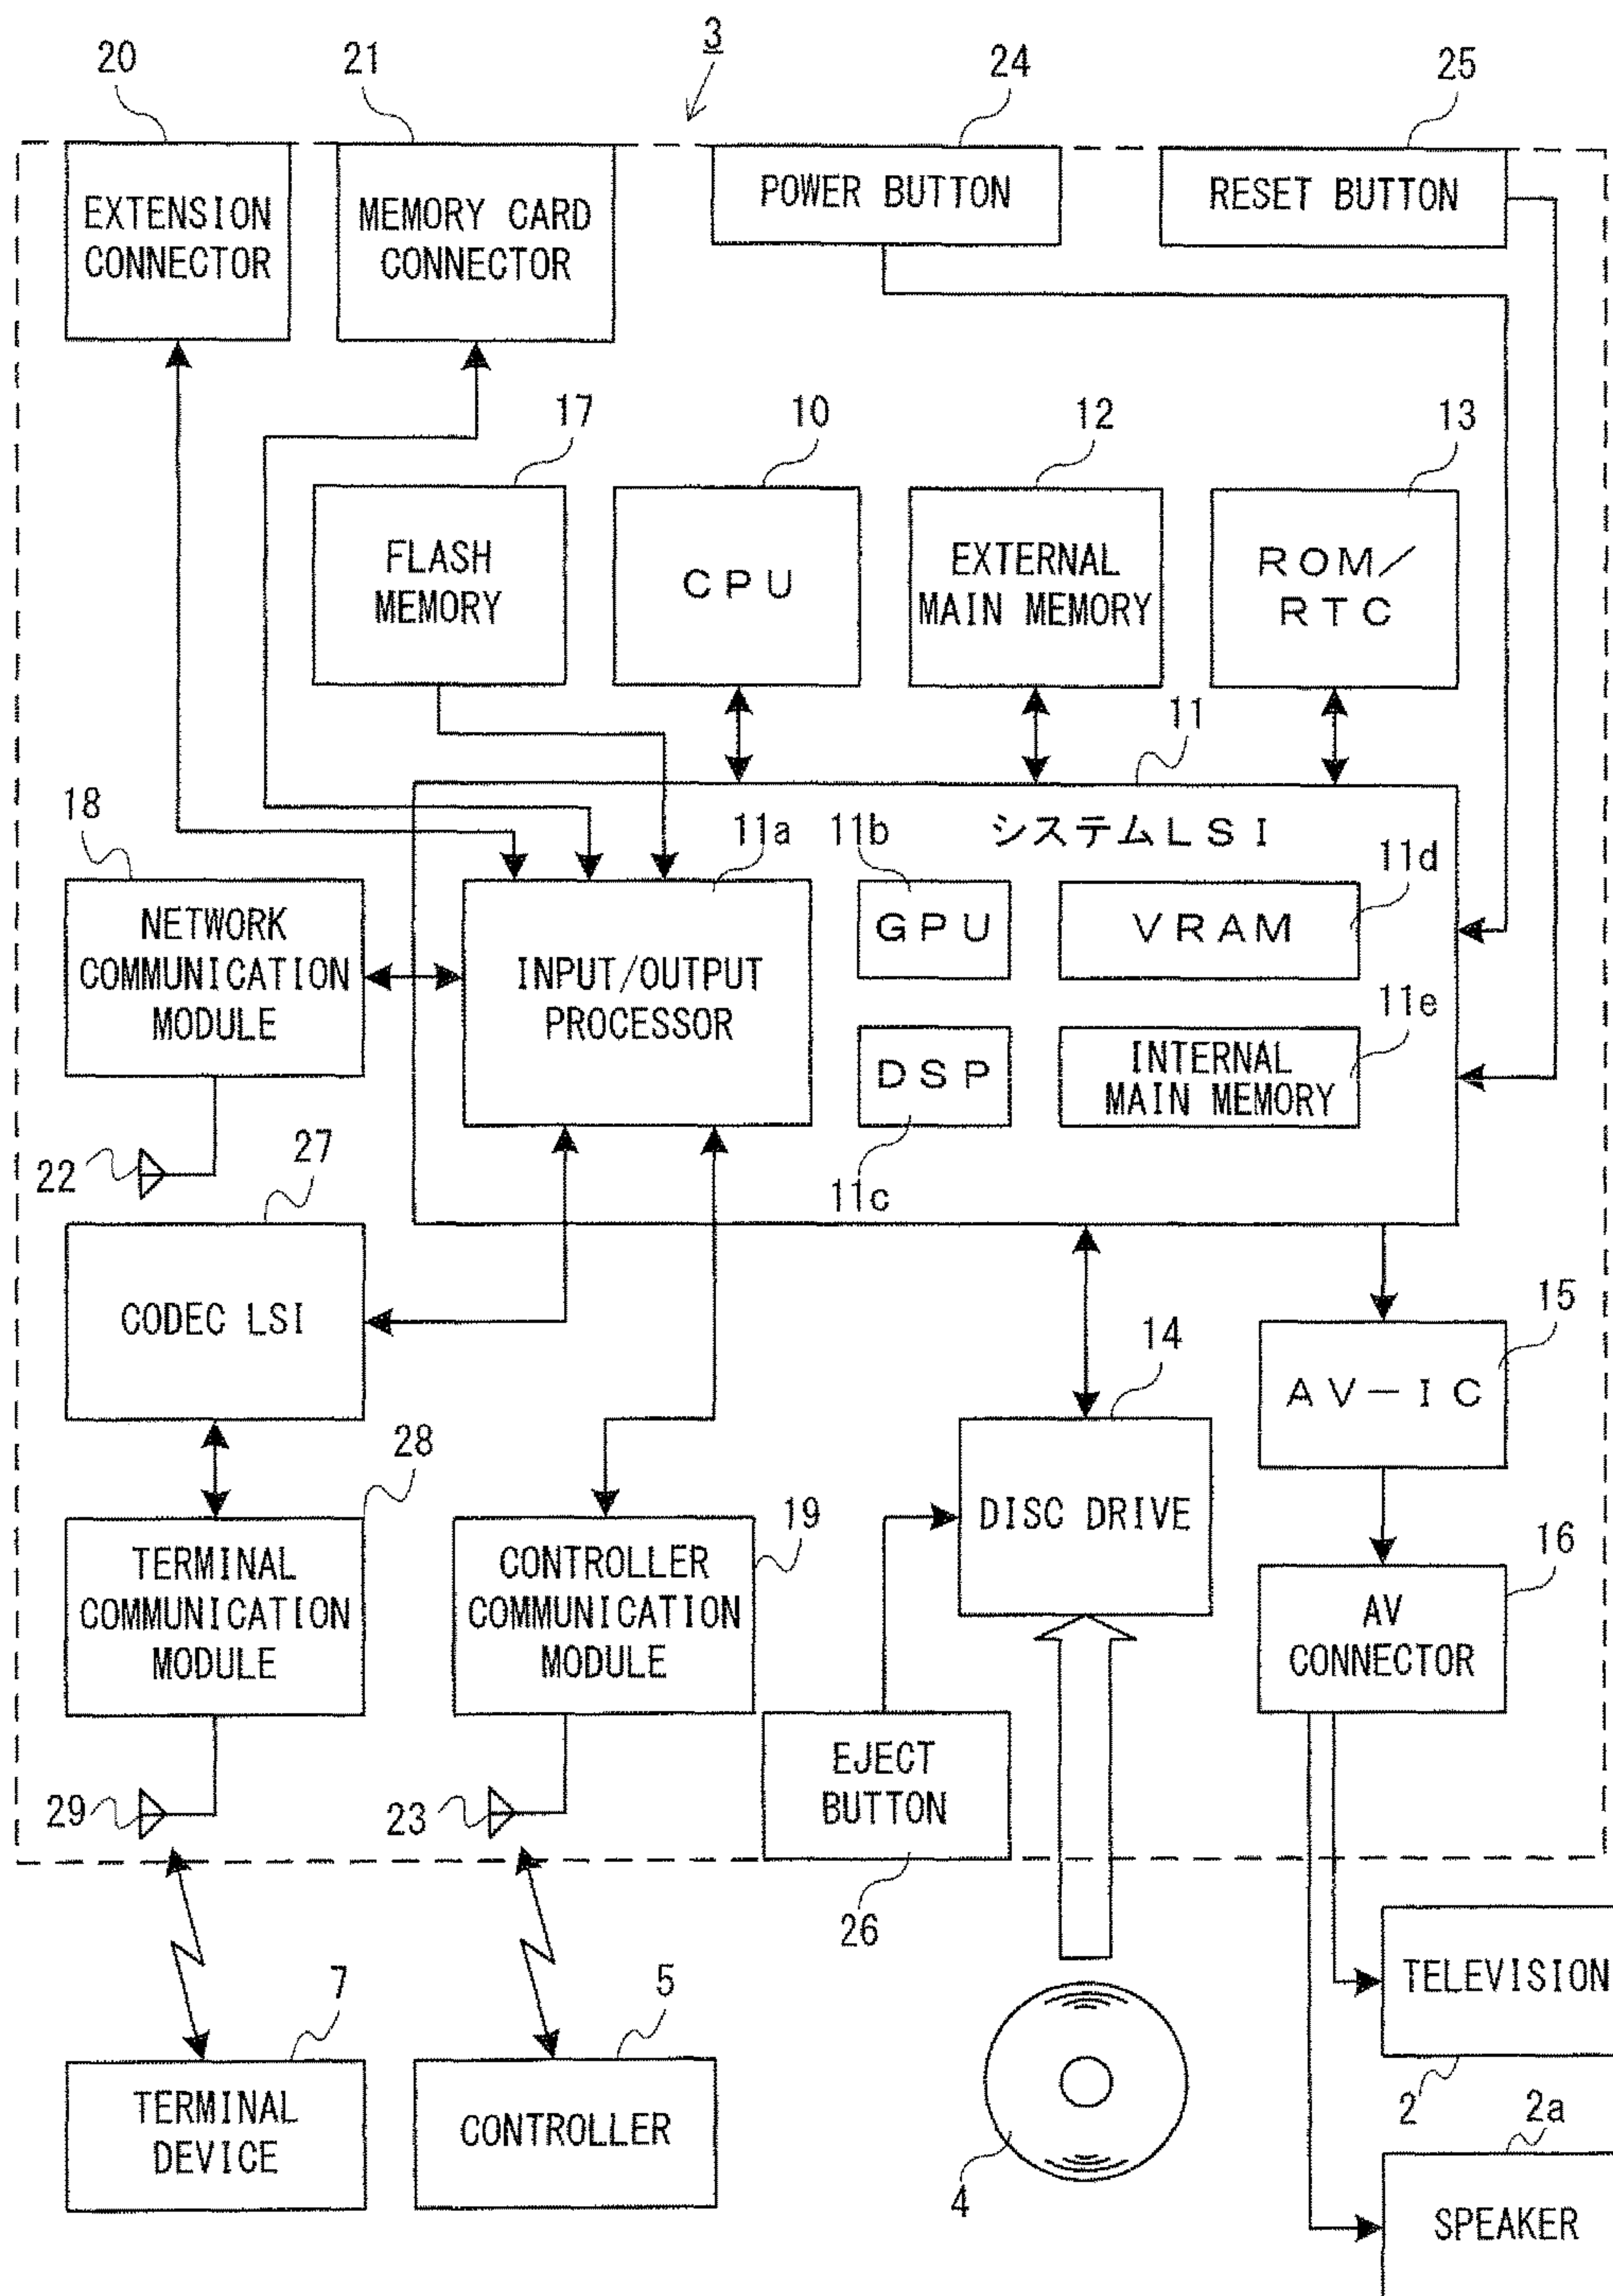 3
20
21
24
25
EXTENSION
CONNECTOR
MEMORY CARD
CONNECTOR
POWER BUTTON
RESET BUTTON
17
10
12
13
FLASH
MEMORY
CPU
EXTERNAL
MAIN MEMORY
ROM/
RTC
11
18
11a
11b
システムLSI
11d
NETWORK
COMMUNICATION
MODULE
INPUT/OUTPUT
PROCESSOR
GPU
VRAM
11e
DSP
INTERNAL
MAIN MEMORY
22
27
11c
CODEC LSI
15
14
AV-IC
28
19
DISC DRIVE
16
TERMINAL
COMMUNICATION
MODULE
CONTROLLER
COMMUNICATION
MODULE
AV
CONNECTOR
EJECT
BUTTON
29
23
26
7
5
TELEVISION
TERMINAL
DEVICE
CONTROLLER
2
2a
4
SPEAKER